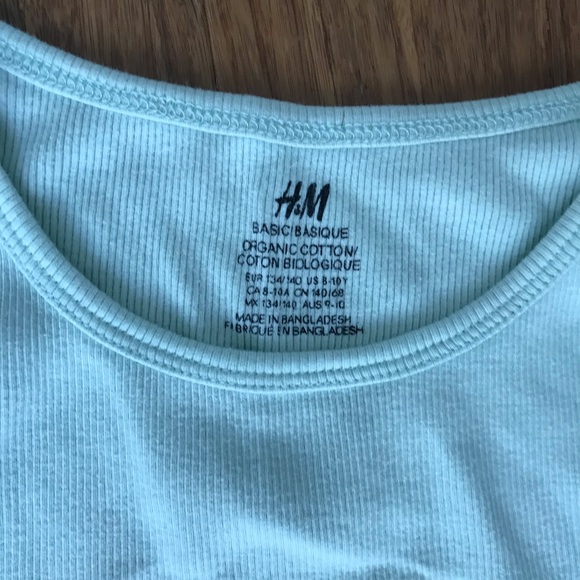 H&M
BASIC/BASIQUE
ORGANIC COTTON/
COTON BIOLOGIQUE
EUR 134/140 US 8-10Y
CA 8-10A CN 140/68
MX 134/140 AUS 9-10
MADE IN BANGLADESH
FABRIQUÉ EN BANGLADESH